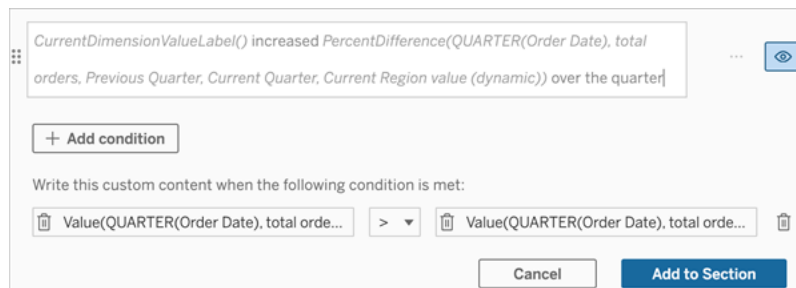 CurrentDimensionValueLabel() increased PercentDifference(QUARTER(Order Date), total
orders, Previous Quarter, Current Quarter, Current Region value (dynamic)) over the quarter
...
+ Add condition
Write this custom content when the following condition is met:
Value(QUARTER(Order Date), total orde... > Value(QUARTER(Order Date), total orde...
Cancel Add to Section